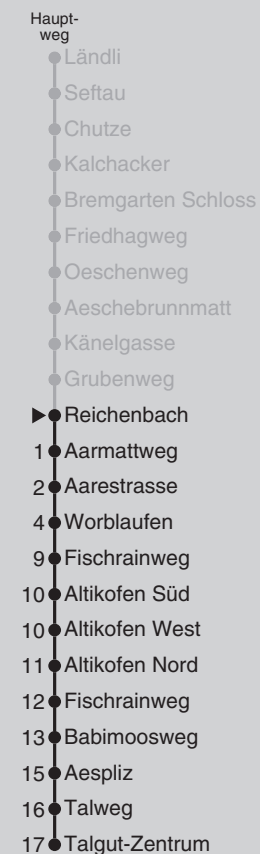 Haupt-
weg
Ländli
Seftau
Chutze
Kalchacker
Bremgarten Schloss
Friedhagweg
Oeschenweg
Aeschebrunnmatt
Känelgasse
Grubenweg
Reichenbach
1 Aarmattweg
2 Aarestrasse
4 Worblaufen
9 Fischrainweg
10 Altikofen Süd
10 Altikofen West
11 Altikofen Nord
12 Fischrainweg
13 Babimoosweg
15 Aespliz
16 Talweg
17 Talgut-Zentrum